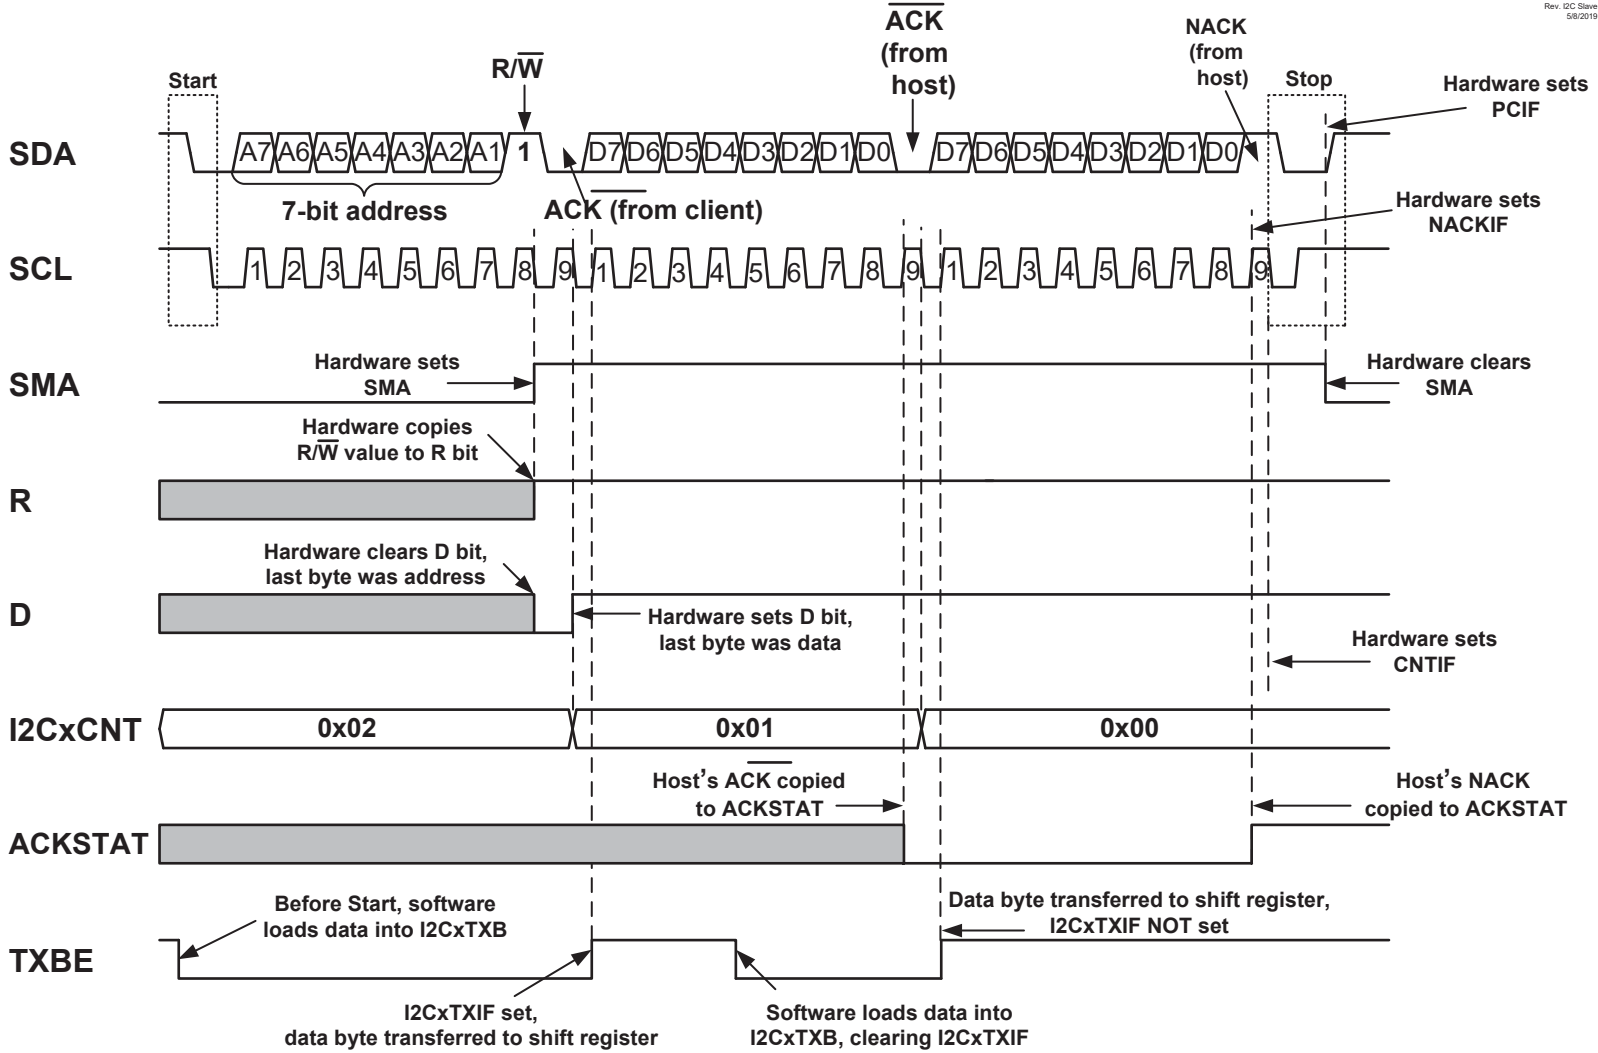 Rev. I2C Slave
5/8/2019
ACK
(from
host)
NACK
(from
host)
R/W
Start
Stop
Hardware sets
PCIF
SDA
A7 A6 A5 A4 A3 A2 A1 1 D7 D6 D5 D4 D3 D2 D1 D0 D7 D6 D5 D4 D3 D2 D1 D0
7-bit address
ACK (from client)
Hardware sets
NACKIF
SCL
1 2 3 4 5 6 7 8 9 1 2 3 4 5 6 7 8 9 1 2 3 4 5 6 7 8 9
SMA
Hardware sets
SMA
Hardware clears
SMA
Hardware copies
R/W value to R bit
R
Hardware clears D bit,
last byte was address
D
Hardware sets D bit,
last byte was data
Hardware sets
CNTIF
I2CxCNT
0x02
0x01
0x00
Host's ACK copied
to ACKSTAT
Host's NACK
copied to ACKSTAT
ACKSTAT
Before Start, software
loads data into I2CxTXB
Data byte transferred to shift register,
I2CxTXIF NOT set
TXBE
I2CxTXIF set,
data byte transferred to shift register
Software loads data into
I2CxTXB, clearing I2CxTXIF